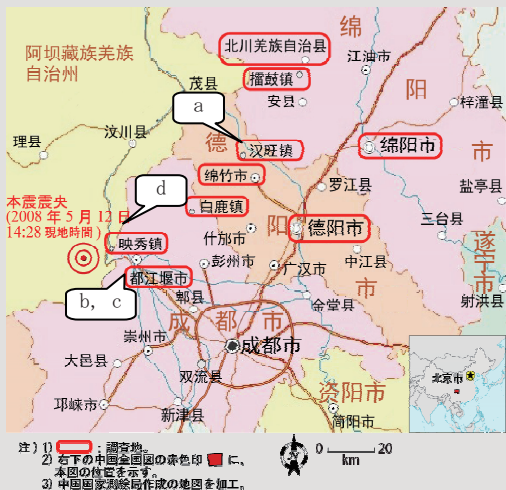 绵
阳
市
阿坝藏族羌族
自治州
北川羌族自治县
江油市
擂鼓镇
茂县
安县
梓潼县
a
德
阳
市
汶川
理县
汉旺镇
绵阳市
绵竹市
罗江县
盐亭县
d
本震震央
(2008 年 5 月 12 日
14:28 現地時間)
白鹿镇
德阳市
三台县
映秀镇
什邡市
遂宁市
彭州市
广汉市
中江县
都江堰市
b, c
郫县
金堂县
射洪县
成都市
崇州市
成都市
北京市
大邑县
双流县
资阳市
邛崃市
新津县
简阳市
注) 1) : 調査地。
2) 右下の中国全図図の赤色印 に、
本図の位置を示す。
3) 中国国家測絵局作成の地図を加工。
N
0 20
km